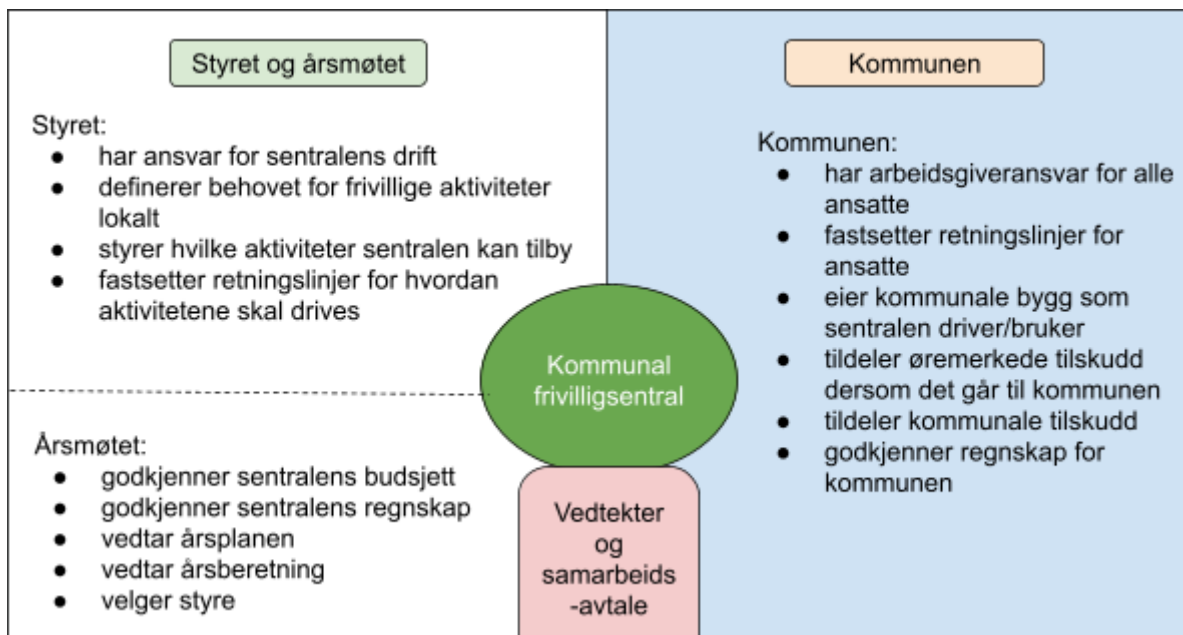 Styret og årsmøtet
Styret:
● har ansvar for sentralens drift
● definerer behovet for frivillige aktiviteter
lokalt
● styrer hvilke aktiviteter sentralen kan tilby
● fastsetter retningslinjer for hvordan
aktivitetene skal drives
Årsmøtet:
● godkjenner sentralens budsjett
● godkjenner sentralens regnskap
● vedtar årsplanen
● vedtar årsberetning
● velger styre
Kommunal
frivilligsentral
Vedtekter
og
samarbeids
-avtale
Kommunen
Kommunen:
● har arbeidsgiveransvar for alle
ansatte
● fastsetter retningslinjer for
ansatte
● eier kommunale bygg som
sentralen driver/bruker
● tildeler øremerkede tilskudd
dersom det går til kommunen
● tildeler kommunale tilskudd
● godkjenner regnskap for
kommunen